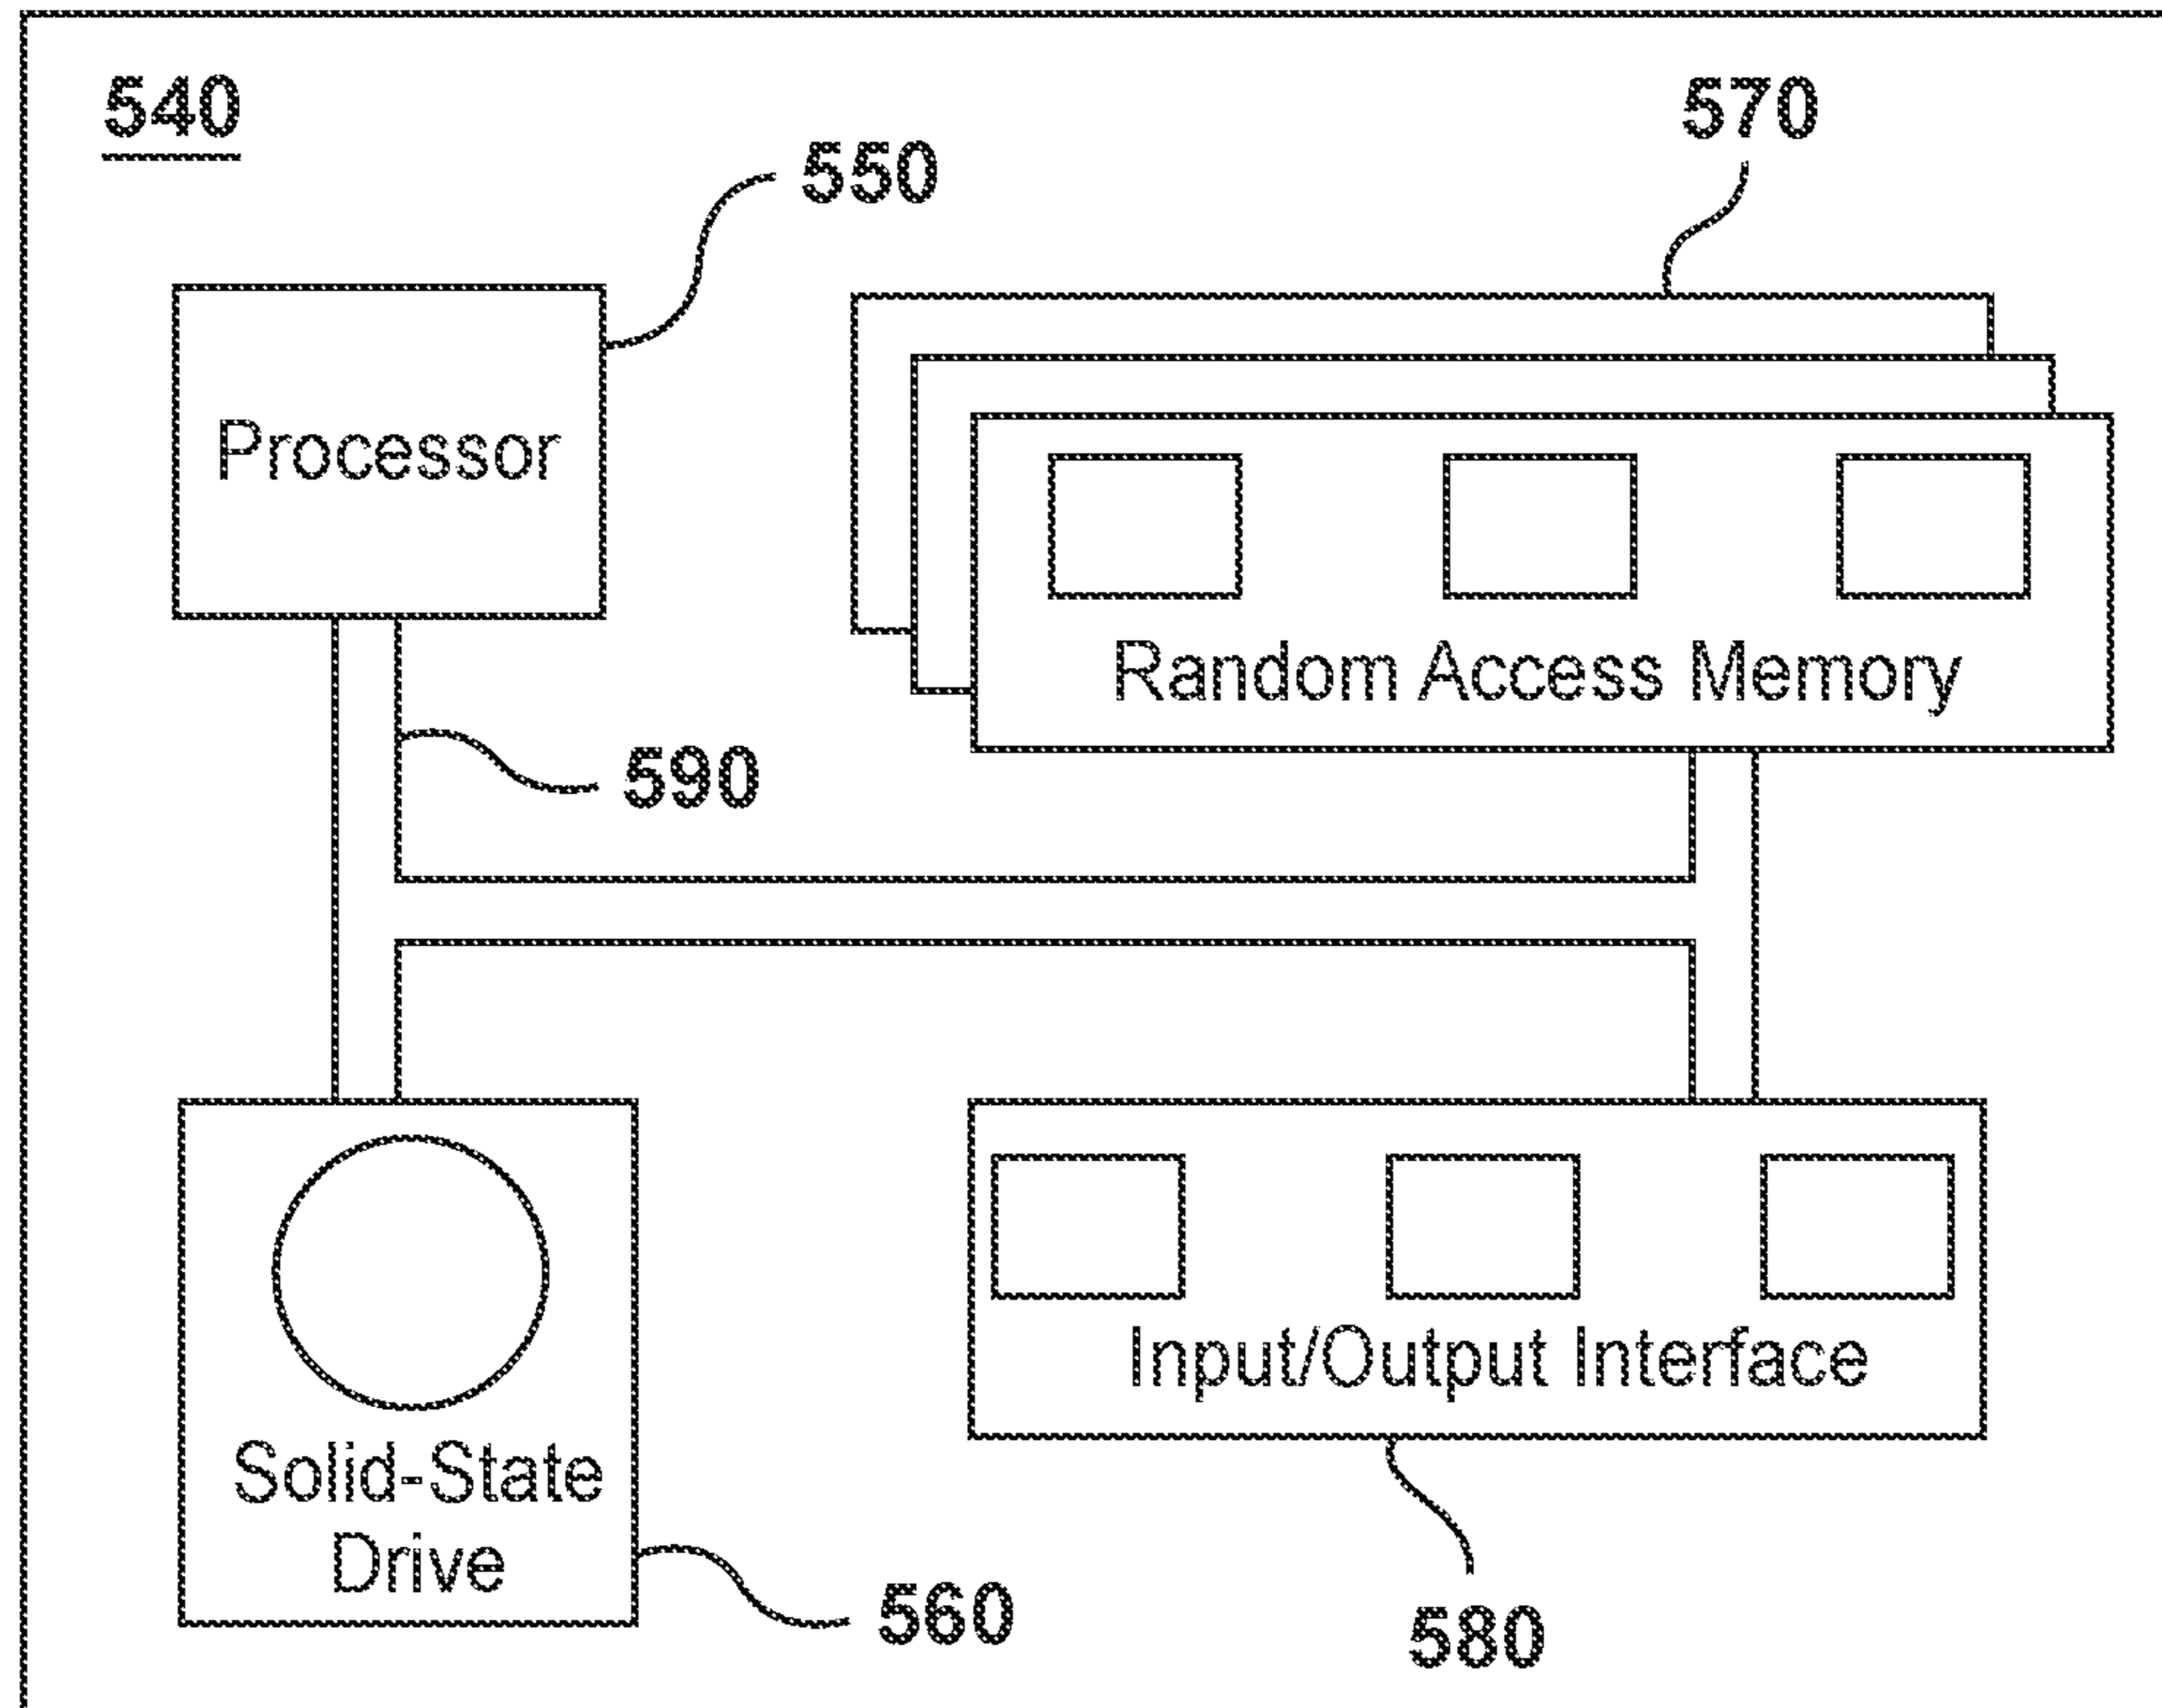 540
570
550
Processor
Random Access Memory
590
Input/Output Interface
Solid-State
Drive
560
580